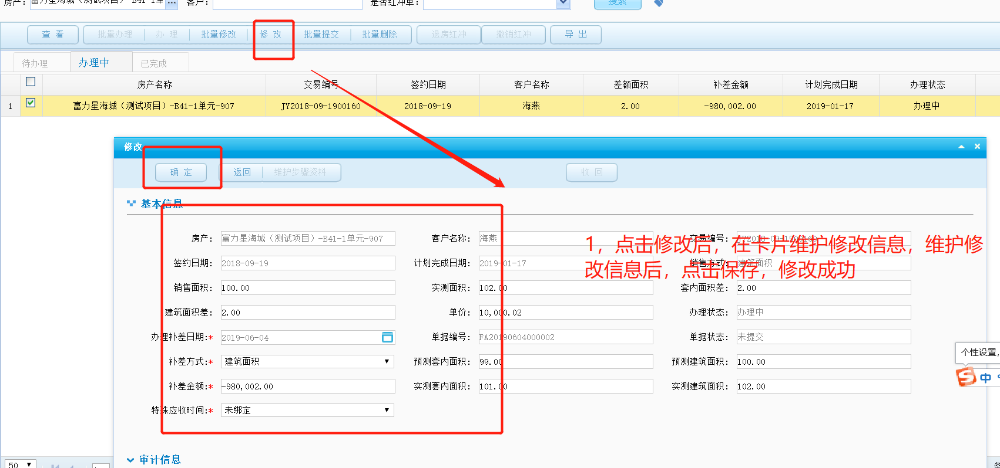 房产： 富力星海城（测试项目）-B41-1单 ... 客户： 是否红冲单： 搜索
查 看 批量办理 办 理 批量修改 修 改 批量提交 批量删除 退房红冲 撤销红冲 导 出
待办理 办理中 已完成
房产名称 交易编号 签约日期 客户名称 差额面积 补差金额 计划完成日期 办理状态
1 富力星海城（测试项目）-B41-1单元-907 JY2018-09-1900160 2018-09-19 海燕 2.00 -980,002.00 2019-01-17 办理中
修改
确 定 返回 维护步骤资料 收 回
基本信息
房产： 富力星海城（测试项目）-B41-1单元-907 客户名称： 海燕 交易编号： JY2018-09-1900160
1，点击修改后，在卡片维护修改信息，维护修
签约日期： 2018-09-19 计划完成日期： 2019-01-17 销售方式： 建筑面积
改信息后，点击保存，修改成功
销售面积： 100.00 实测面积： 102.00 套内面积差： 2.00
建筑面积差： 2.00 单价： 10,000.02 办理状态： 办理中
办理补差日期:* 2019-06-04 单据编号： FA20190604000002 单据状态： 未提交
个性设置,
补差方式:* 建筑面积 预测套内面积： 99.00 预测建筑面积： 100.00
S 中
补差金额:* -980,002.00 实测套内面积： 101.00 实测建筑面积： 102.00
特殊应收时间:* 未绑定
审计信息
50